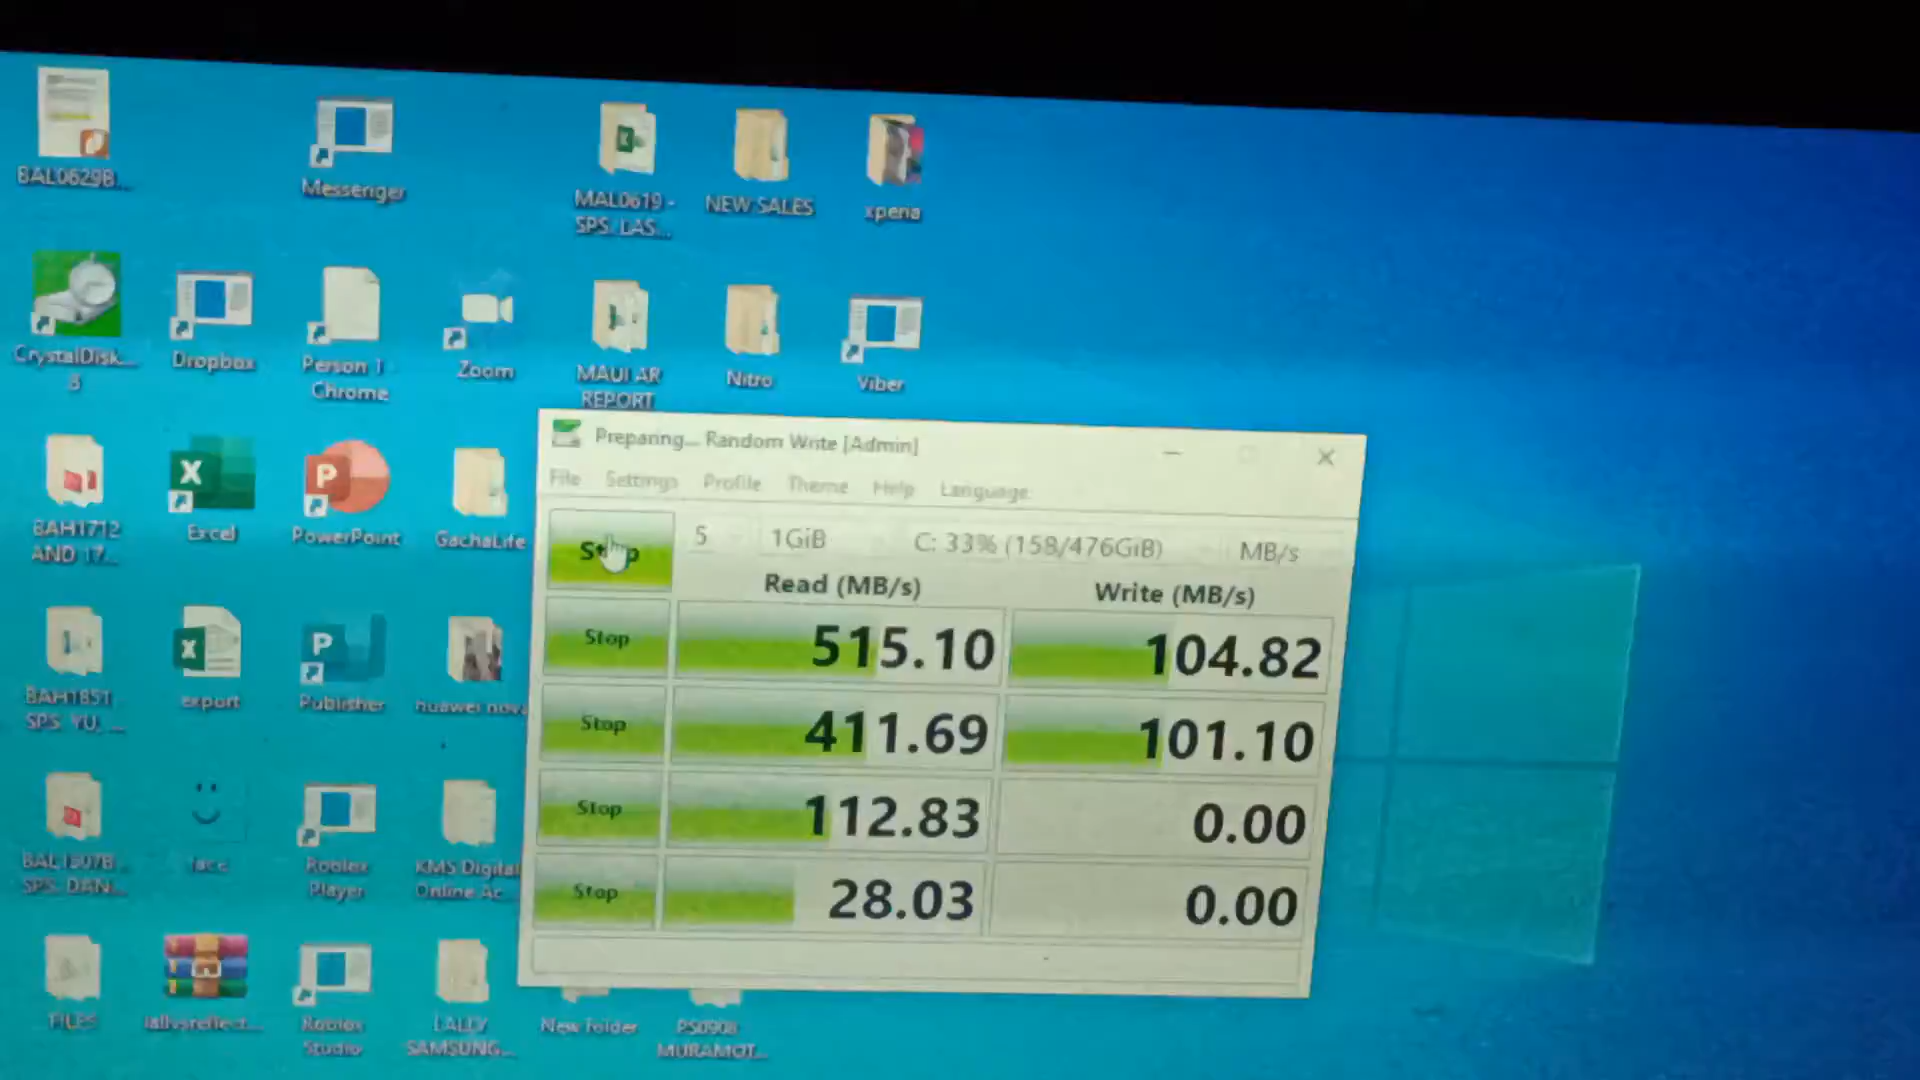 BAL0629B...
Messenger
MAL0619 -
SPS. LAS...
NEW SALES
xperia
CrystalDisk...
8
Dropbox
Person 1 -
Chrome
Zoom
MAUI AR
REPORT
Nitro
Viber
Preparing... Random Write [Admin]
File Settings Profile Theme Help Language
Stop 5 1GiB C: 33% (158/476GiB) MB/s
Read (MB/s) Write (MB/s)
Stop 515.10 104.82
Stop 411.69 101.10
Stop 112.83 0.00
Stop 28.03 0.00
BAH1712
AND 17...
Excel
PowerPoint
GachaLife
BAH1851
SPS. YU, ...
export
Publisher
huawei nova
BAL1307B...
SPS. DAN...
face
Roblox
Player
KMS Digital
Online Ac...
FILES
Roblox
Studio
LALLY
SAMSUNG...
New folder
PS0908
MURAMOT...